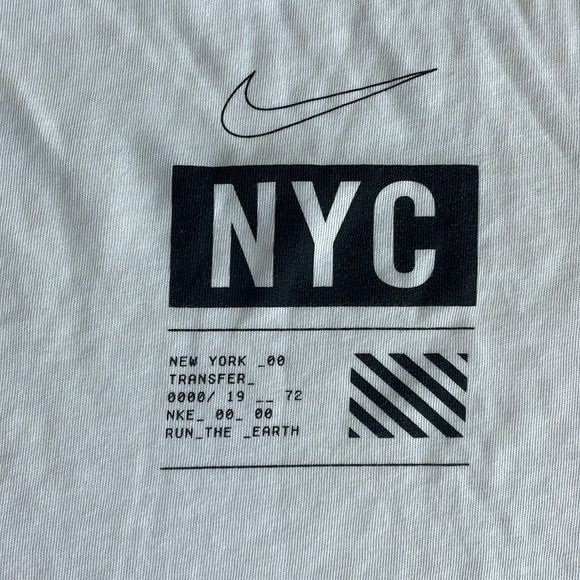 NYC
NEW YORK _00
TRANSFER_
0000/ 19 __ 72
NKE_ 00_ 00
RUN_THE _EARTH